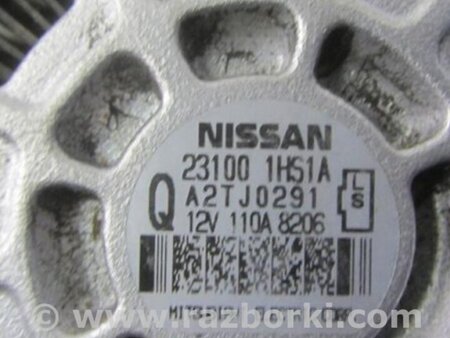 NISSAN
23100 1HS1A
Q A2TJ0291 L S
12V 110A 8206
www.razborki.com